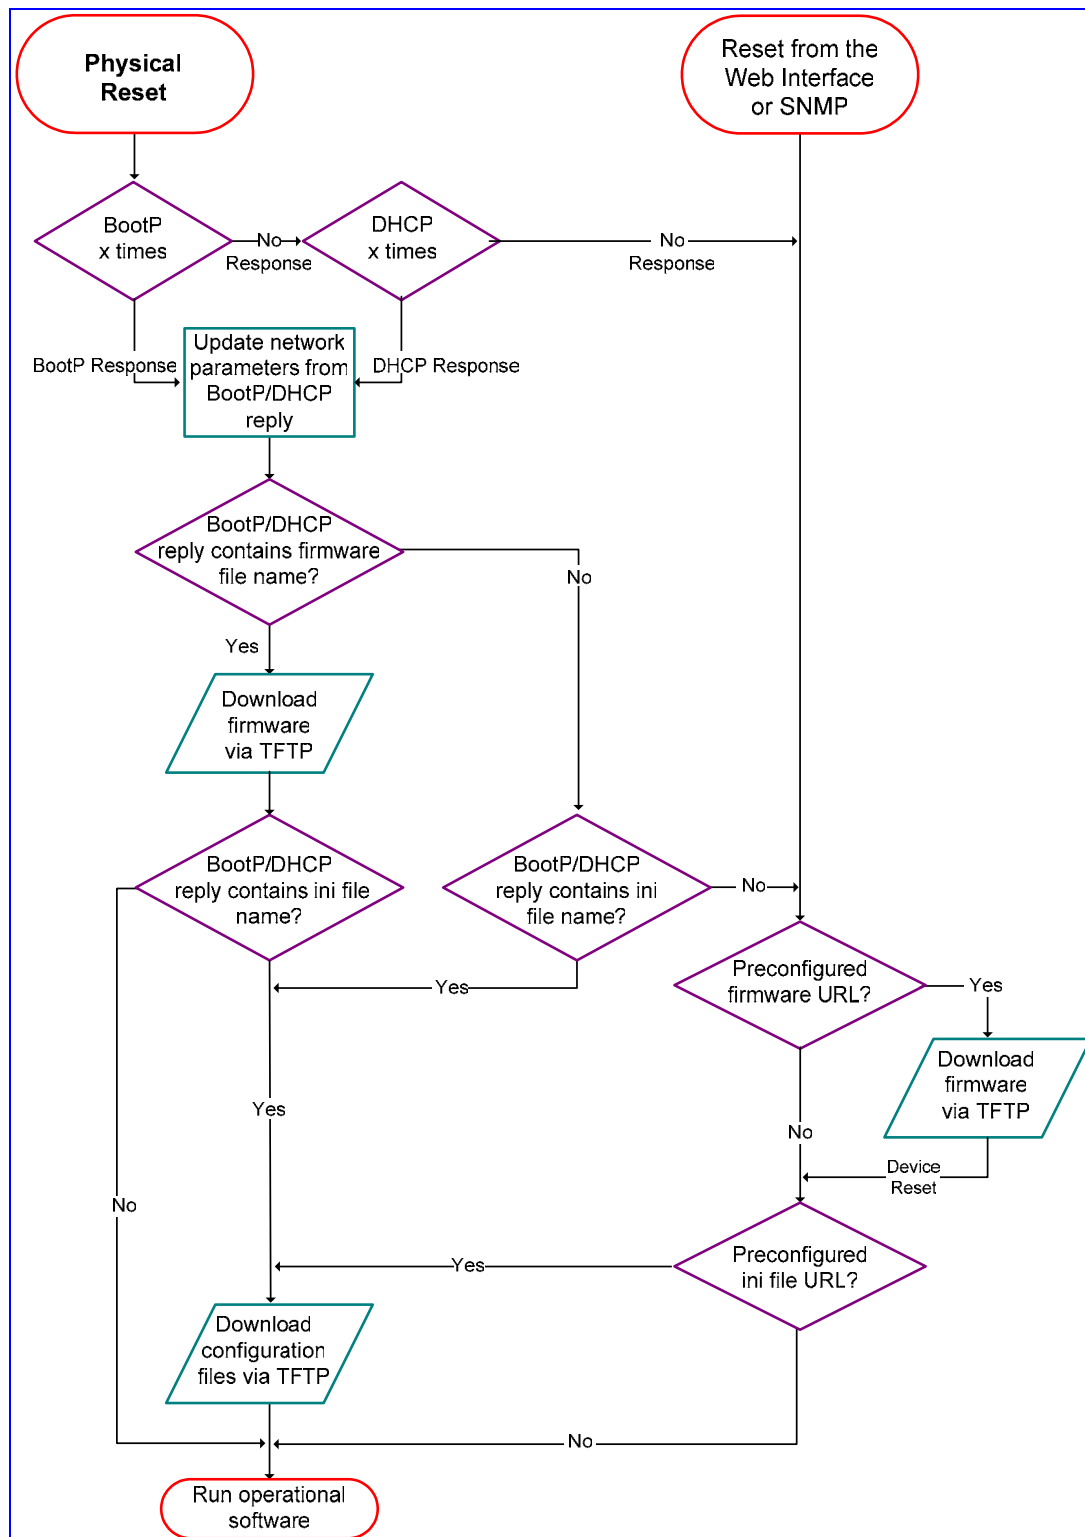 Physical
Reset
Reset from the
Web Interface
or SNMP
BootP
x times
No
Response
DHCP
x times
No
Response
BootP Response
Update network
parameters from
BootP/DHCP
reply
DHCP Response
BootP/DHCP
reply contains firmware
file name?
No
Yes
Download
firmware
via TFTP
BootP/DHCP
reply contains ini file
name?
BootP/DHCP
reply contains ini
file name?
No
Yes
Preconfigured
firmware URL?
Yes
Download
firmware
via TFTP
Yes
No
Device
Reset
No
Preconfigured
ini file URL?
Yes
Download
configuration
files via TFTP
No
Run operational
software